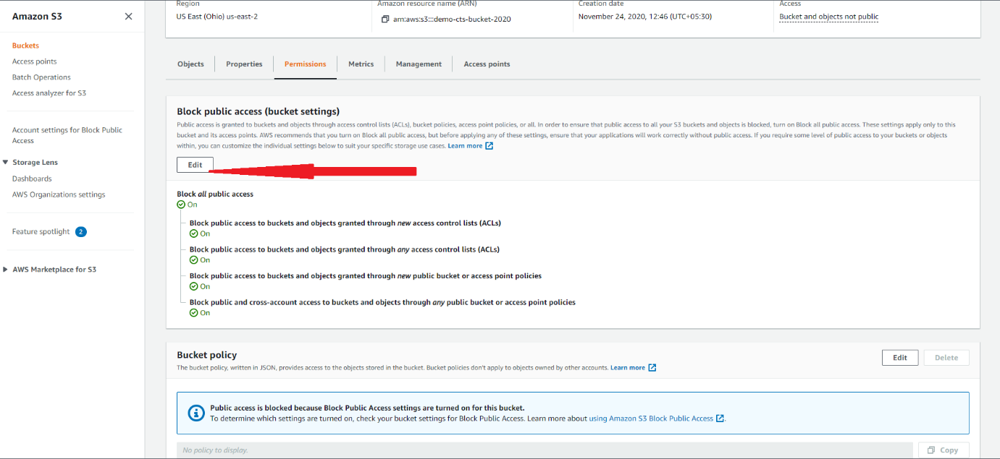 Amazon S3
Buckets
Access points
Batch Operations
Access analyzer for S3
Account settings for Block Public
Access
Storage Lens
Dashboards
AWS Organizations settings
Feature spotlight 2
AWS Marketplace for S3
Region
US East (Ohio) us-east-2
Amazon resource name (ARN)
arn:aws:s3:::demo-cts-bucket-2020
Creation date
November 24, 2020, 12:46 (UTC+05:30)
Access
Bucket and objects not public
Objects Properties Permissions Metrics Management Access points
Block public access (bucket settings)
Public access is granted to buckets and objects through access control lists (ACLs), bucket policies, access point policies, or all. In order to ensure that public access to all your S3 buckets and objects is blocked, turn on Block all public access. These settings apply only to this
bucket and its access points. AWS recommends that you turn on Block all public access, but before applying any of these settings, ensure that your applications will work correctly without public access. If you require some level of public access to your buckets or objects
within, you can customize the individual settings below to suit your specific storage use cases. Learn more
Edit
Block all public access
On
Block public access to buckets and objects granted through new access control lists (ACLs)
On
Block public access to buckets and objects granted through any access control lists (ACLs)
On
Block public access to buckets and objects granted through new public bucket or access point policies
On
Block public and cross-account access to buckets and objects through any public bucket or access point policies
On
Bucket policy
The bucket policy, written in JSON, provides access to the objects stored in the bucket. Bucket policies don't apply to objects owned by other accounts. Learn more
Edit Delete
Public access is blocked because Block Public Access settings are turned on for this bucket.
To determine which settings are turned on, check your bucket settings for Block Public Access. Learn more about using Amazon S3 Block Public Access.
No policy to display.
Copy